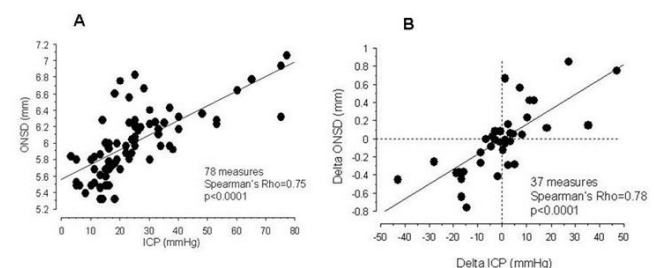 A
7.2
7
6.8
6.6
6.4
6.2
6
5.8
5.6
5.4
5.2
ONSD (mm)
78 measures
Spearman's Rho=0.75
p<0.0001
0 10 20 30 40 50 60 70 80
ICP (mmHg)
B
1
0.8
0.6
0.4
0.2
0
-0.2
-0.4
-0.6
-0.8
Delta ONSD (mm)
37 measures
Spearman's Rho=0.78
p<0.0001
-50 -40 -30 -20 -10 0 10 20 30 40 50
Delta ICP (mmHg)